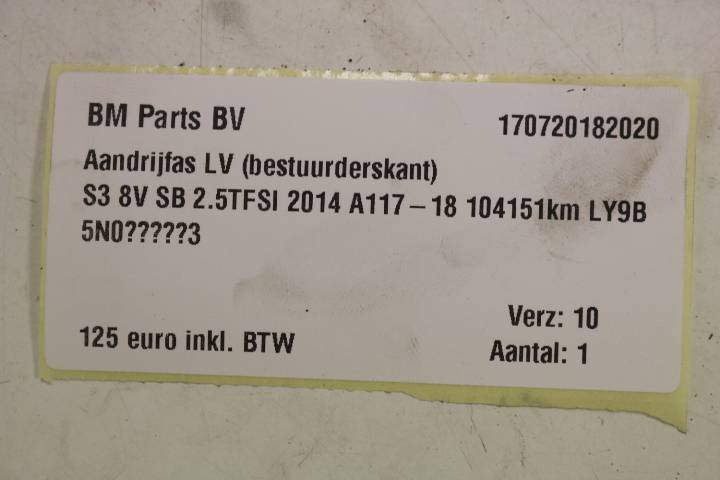 BM Parts BV 170720182020
Aandrijfas LV (bestuurderskant)
S3 8V SB 2.5TFSI 2014 A117-18 104151km LY9B
5N0?????3
Verz: 10
125 euro inkl. BTW Aantal: 1